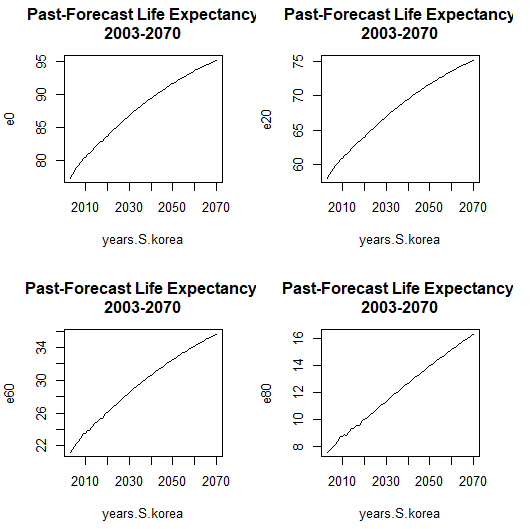 Past-Forecast Life Expectancy
2003-2070
95
90
85
80
e0
2010 2030 2050 2070
years.S.korea
Past-Forecast Life Expectancy
2003-2070
75
70
65
60
e20
2010 2030 2050 2070
years.S.korea
Past-Forecast Life Expectancy
2003-2070
34
30
26
22
e60
2010 2030 2050 2070
years.S.korea
Past-Forecast Life Expectancy
2003-2070
16
14
12
10
8
e80
2010 2030 2050 2070
years.S.korea